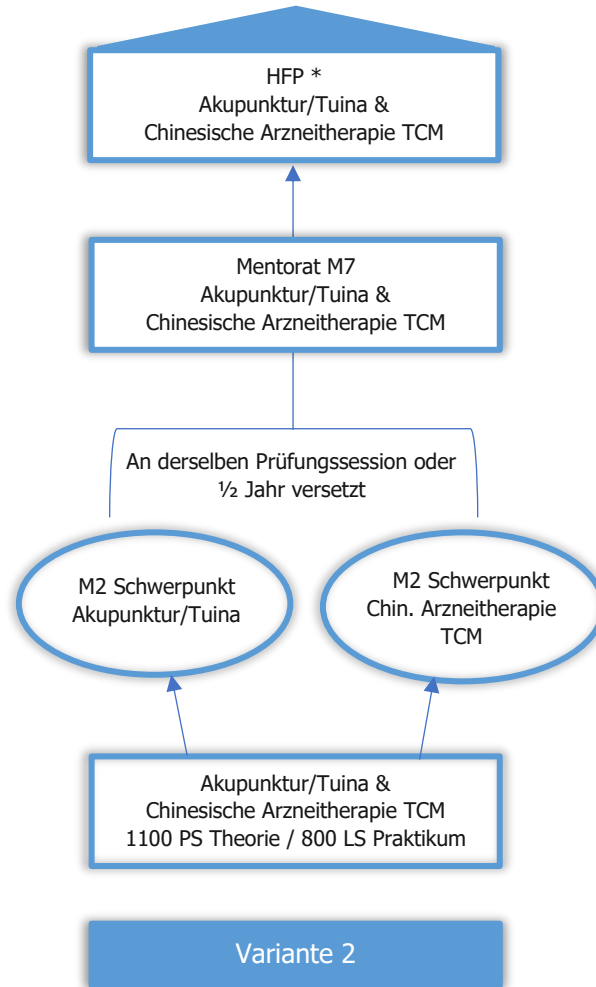 HFP *
Akupunktur/Tuina &
Chinesische Arzneitherapie TCM
Mentorat M7
Akupunktur/Tuina &
Chinesische Arzneitherapie TCM
An derselben Prüfungssession oder
½ Jahr versetzt
M2 Schwerpunkt
Akupunktur/Tuina
M2 Schwerpunkt
Chin. Arzneitherapie
TCM
Akupunktur/Tuina &
Chinesische Arzneitherapie TCM
1100 PS Theorie / 800 LS Praktikum
Variante 2